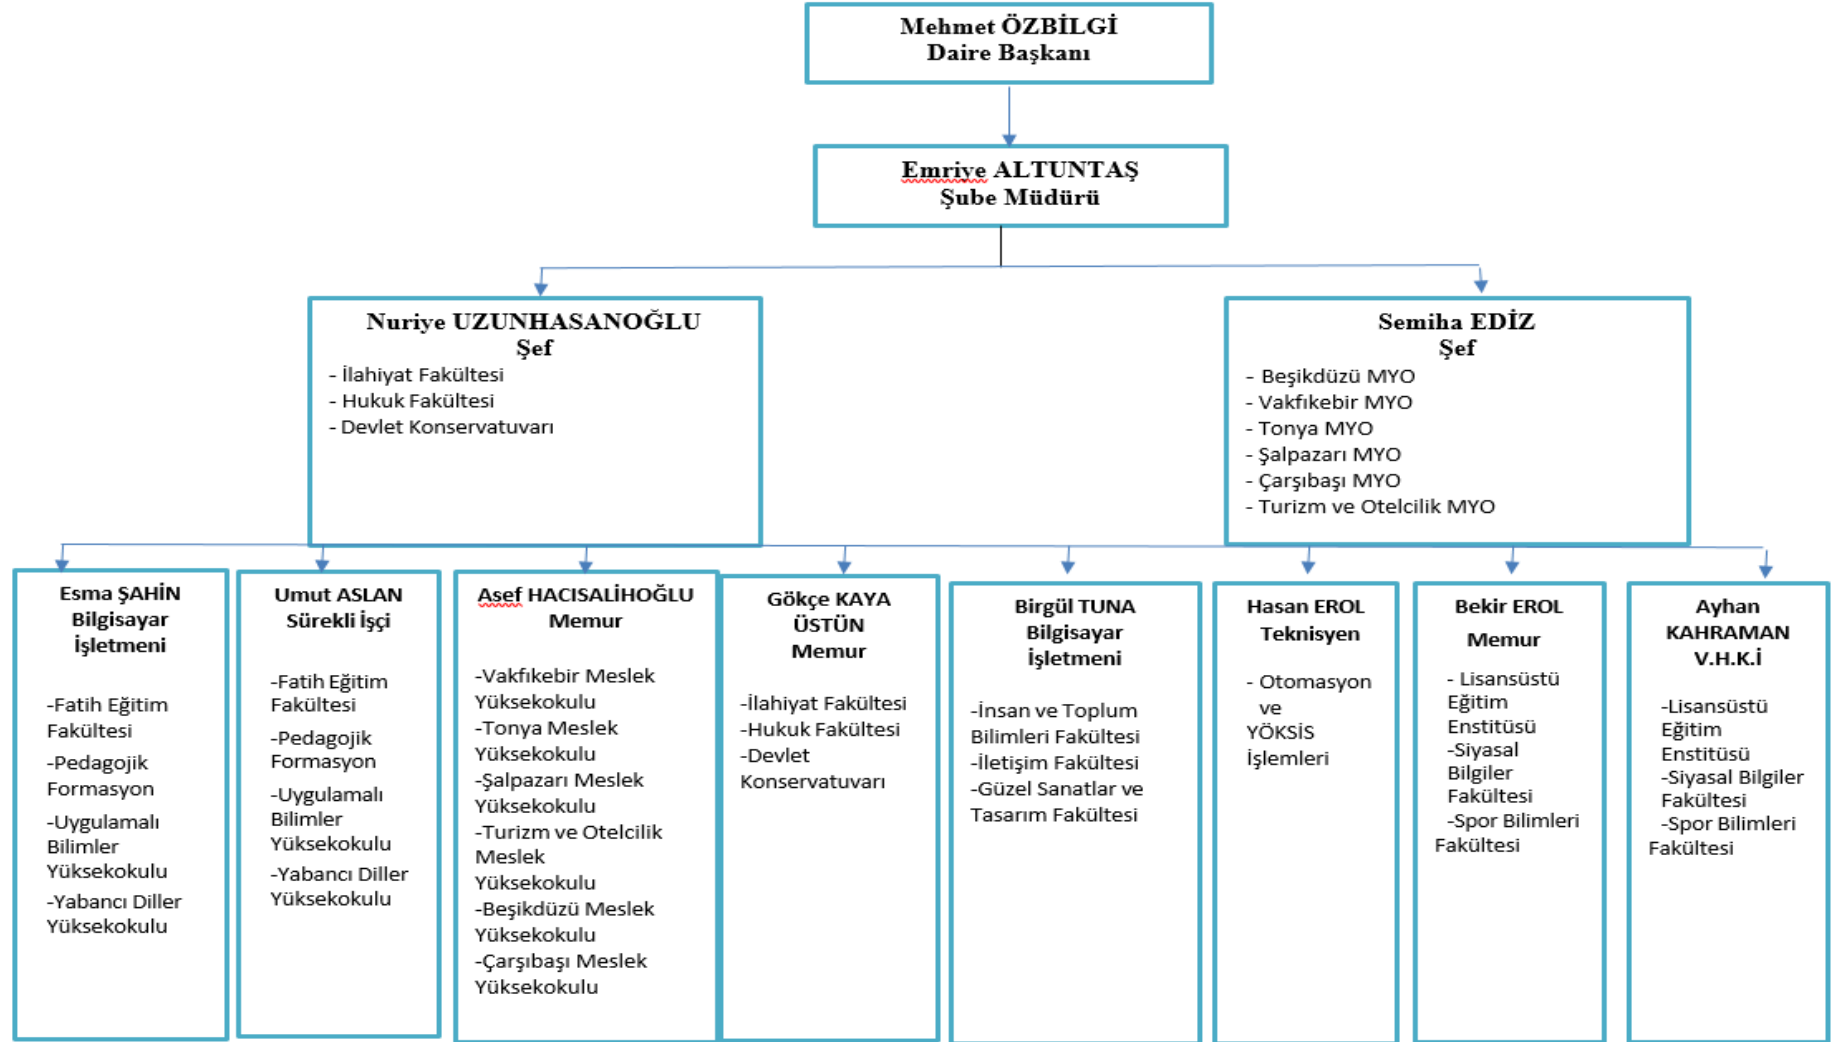 Mehmet ÖZBİLGİ
Daire Başkanı
Emriye ALTUNTAŞ
Şube Müdürü
Nuriye UZUNHASANOĞLU
Şef
- İlahiyat Fakültesi
- Hukuk Fakültesi
- Devlet Konservatuvarı
Semiha EDİZ
Şef
- Beşikdüzü MYO
- Vakfıkebir MYO
- Tonya MYO
- Şalpazarı MYO
- Çarşıbaşı MYO
- Turizm ve Otelcilik MYO
Esma ŞAHİN
Bilgisayar
İşletmeni
-Fatih Eğitim
Fakültesi
-Pedagojik
Formasyon
-Uygulamalı
Bilimler
Yüksekokulu
-Yabancı Diller
Yüksekokulu
Umut ASLAN
Sürekli İşçi
-Fatih Eğitim
Fakültesi
-Pedagojik
Formasyon
-Uygulamalı
Bilimler
Yüksekokulu
-Yabancı Diller
Yüksekokulu
Asef HACISALİHOĞLU
Memur
-Vakfıkebir Meslek
Yüksekokulu
-Tonya Meslek
Yüksekokulu
-Şalpazarı Meslek
Yüksekokulu
-Turizm ve Otelcilik
Meslek
Yüksekokulu
-Beşikdüzü Meslek
Yüksekokulu
-Çarşıbaşı Meslek
Yüksekokulu
Gökçe KAYA
ÜSTÜN
Memur
-İlahiyat Fakültesi
-Hukuk Fakültesi
-Devlet
Konservatuvarı
Birgül TUNA
Bilgisayar
İşletmeni
-İnsan ve Toplum
Bilimleri Fakültesi
-İletişim Fakültesi
-Güzel Sanatlar ve
Tasarım Fakültesi
Hasan EROL
Teknisyen
- Otomasyon
ve
YÖKSİS
İşlemleri
Bekir EROL
Memur
- Lisansüstü
Eğitim
Enstitüsü
-Siyasal
Bilgiler
Fakültesi
-Spor Bilimleri
Fakültesi
Ayhan
KAHRAMAN
V.H.K.İ
-Lisansüstü
Eğitim
Enstitüsü
-Siyasal Bilgiler
Fakültesi
-Spor Bilimleri
Fakültesi